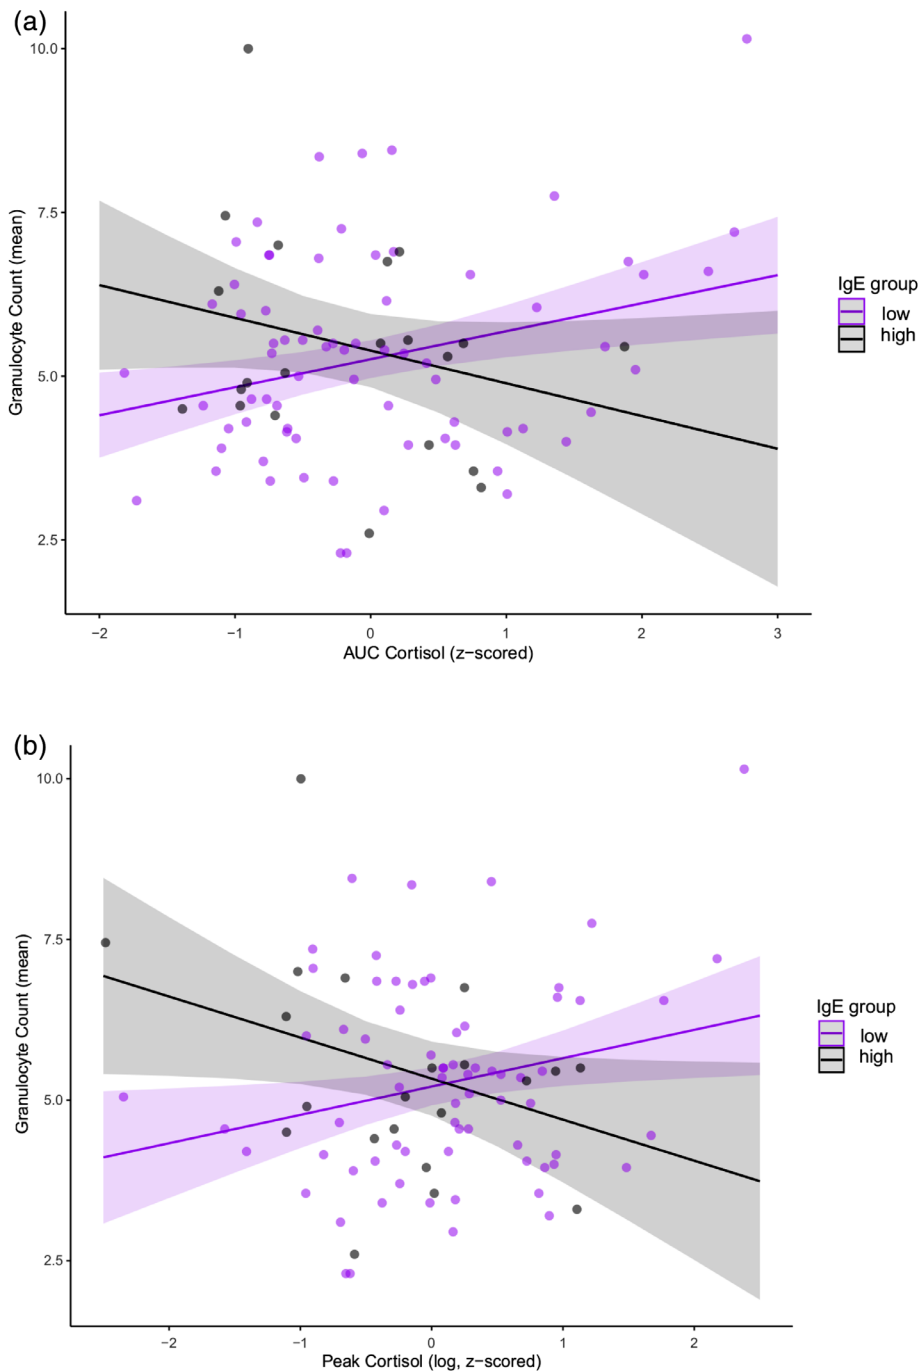 (a)
10.0
7.5
5.0
2.5
Granulocyte Count (mean)
−2 −1 0 1 2 3
AUC Cortisol (z−scored)
IgE group
low
high
(b)
10.0
7.5
5.0
2.5
Granulocyte Count (mean)
−2 −1 0 1 2
Peak Cortisol (log, z−scored)
IgE group
low
high